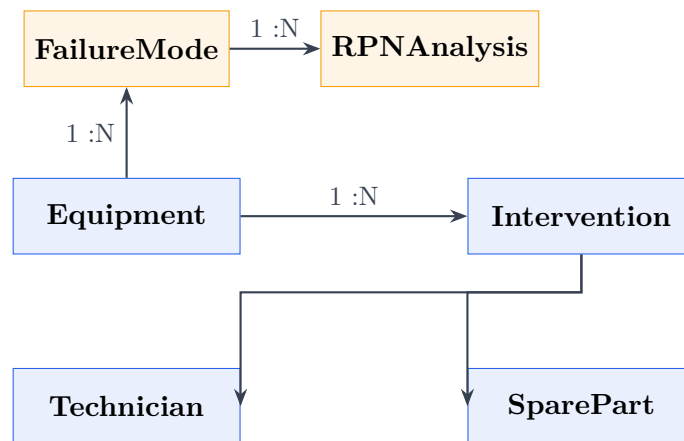 FailureMode
1 :N
RPNAnalysis
1 :N
Equipment
1 :N
Intervention
Technician
SparePart